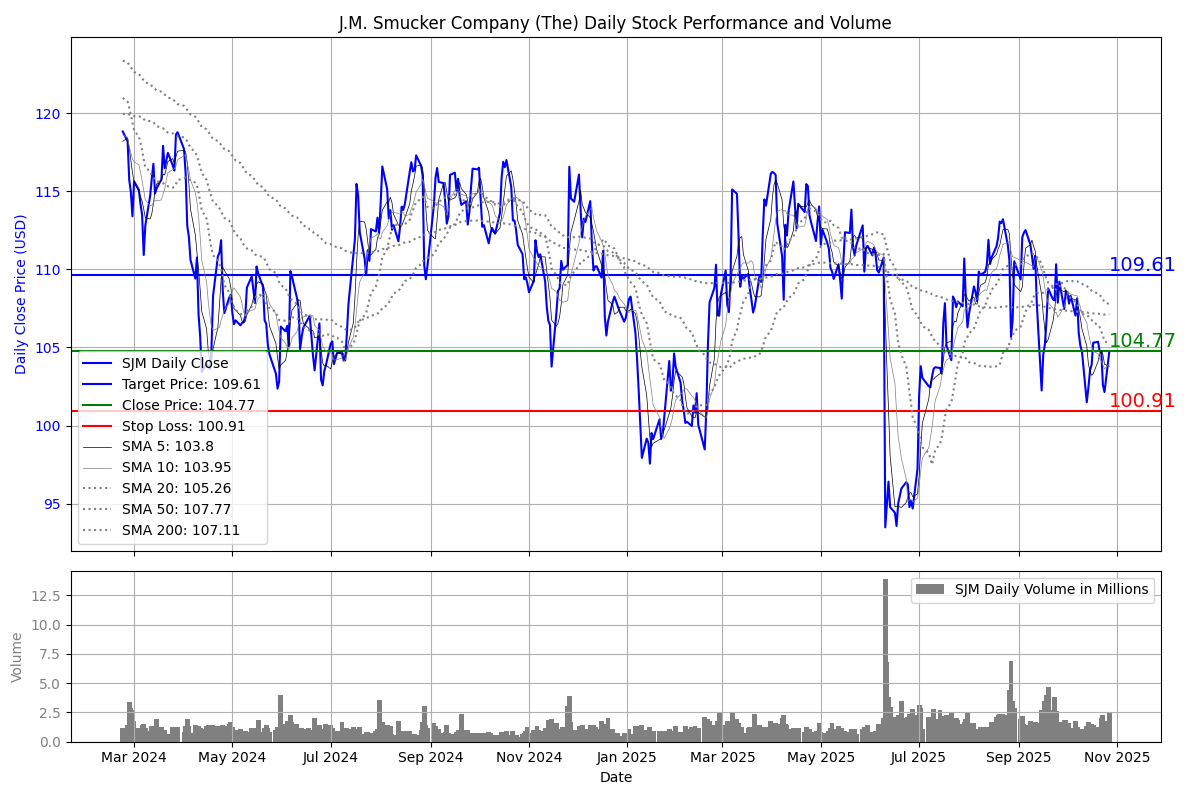 J.M. Smucker Company (The) Daily Stock Performance and Volume
Daily Close Price (USD)
120
115
110
105
100
95
109.61
104.77
100.91
SJM Daily Close
Target Price: 109.61
Close Price: 104.77
Stop Loss: 100.91
SMA 5: 103.8
SMA 10: 103.95
SMA 20: 105.26
SMA 50: 107.77
SMA 200: 107.11
Volume
12.5
10.0
7.5
5.0
2.5
0.0
SJM Daily Volume in Millions
Mar 2024 May 2024 Jul 2024 Sep 2024 Nov 2024 Jan 2025 Mar 2025 May 2025 Jul 2025 Sep 2025 Nov 2025
Date